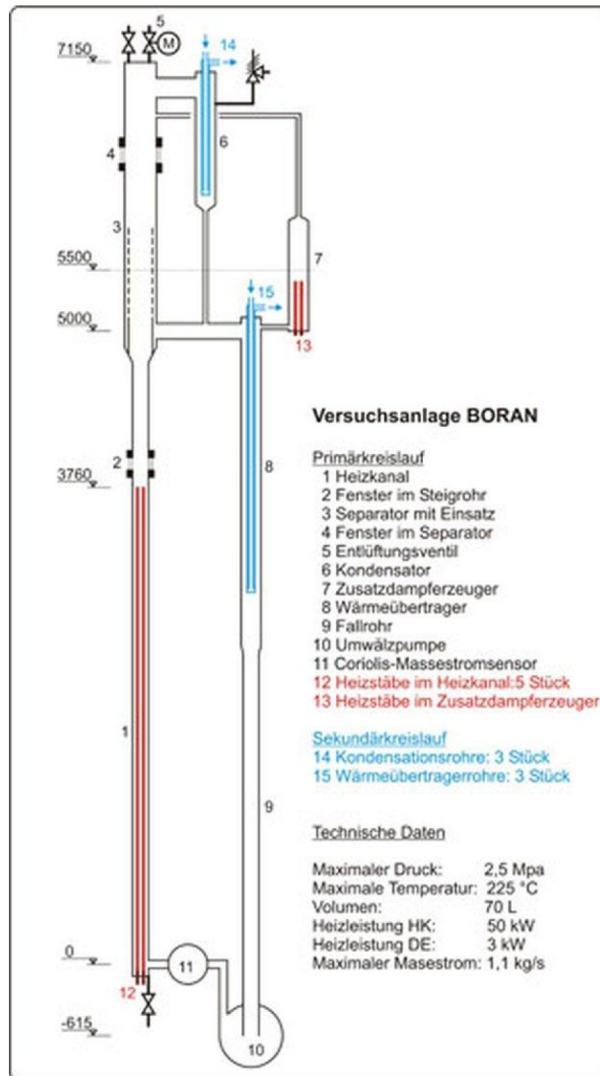 5
7150
M
14
4
6
3
7
5500
15
5000
13
2
3760
8
1
9
0
11
12
-615
10
Versuchsanlage BORAN
Primärkreislauf
1 Heizkanal
2 Fenster im Steigrohr
3 Separator mit Einsatz
4 Fenster im Separator
5 Entlüftungsventil
6 Kondensator
7 Zusatzdampferzeuger
8 Wärmeübertrager
9 Fallrohr
10 Umwälzpumpe
11 Coriolis-Massestromsensor
12 Heizstäbe im Heizkanal:5 Stück
13 Heizstäbe im Zusatzdampferzeuger
Sekundärkreislauf
14 Kondensationsrohre: 3 Stück
15 Wärmeübertragerrohre: 3 Stück
Technische Daten
Maximaler Druck: 2,5 Mpa
Maximale Temperatur: 225 °C
Volumen: 70 L
Heizleistung HK: 50 kW
Heizleistung DE: 3 kW
Maximaler Masestrom: 1,1 kg/s